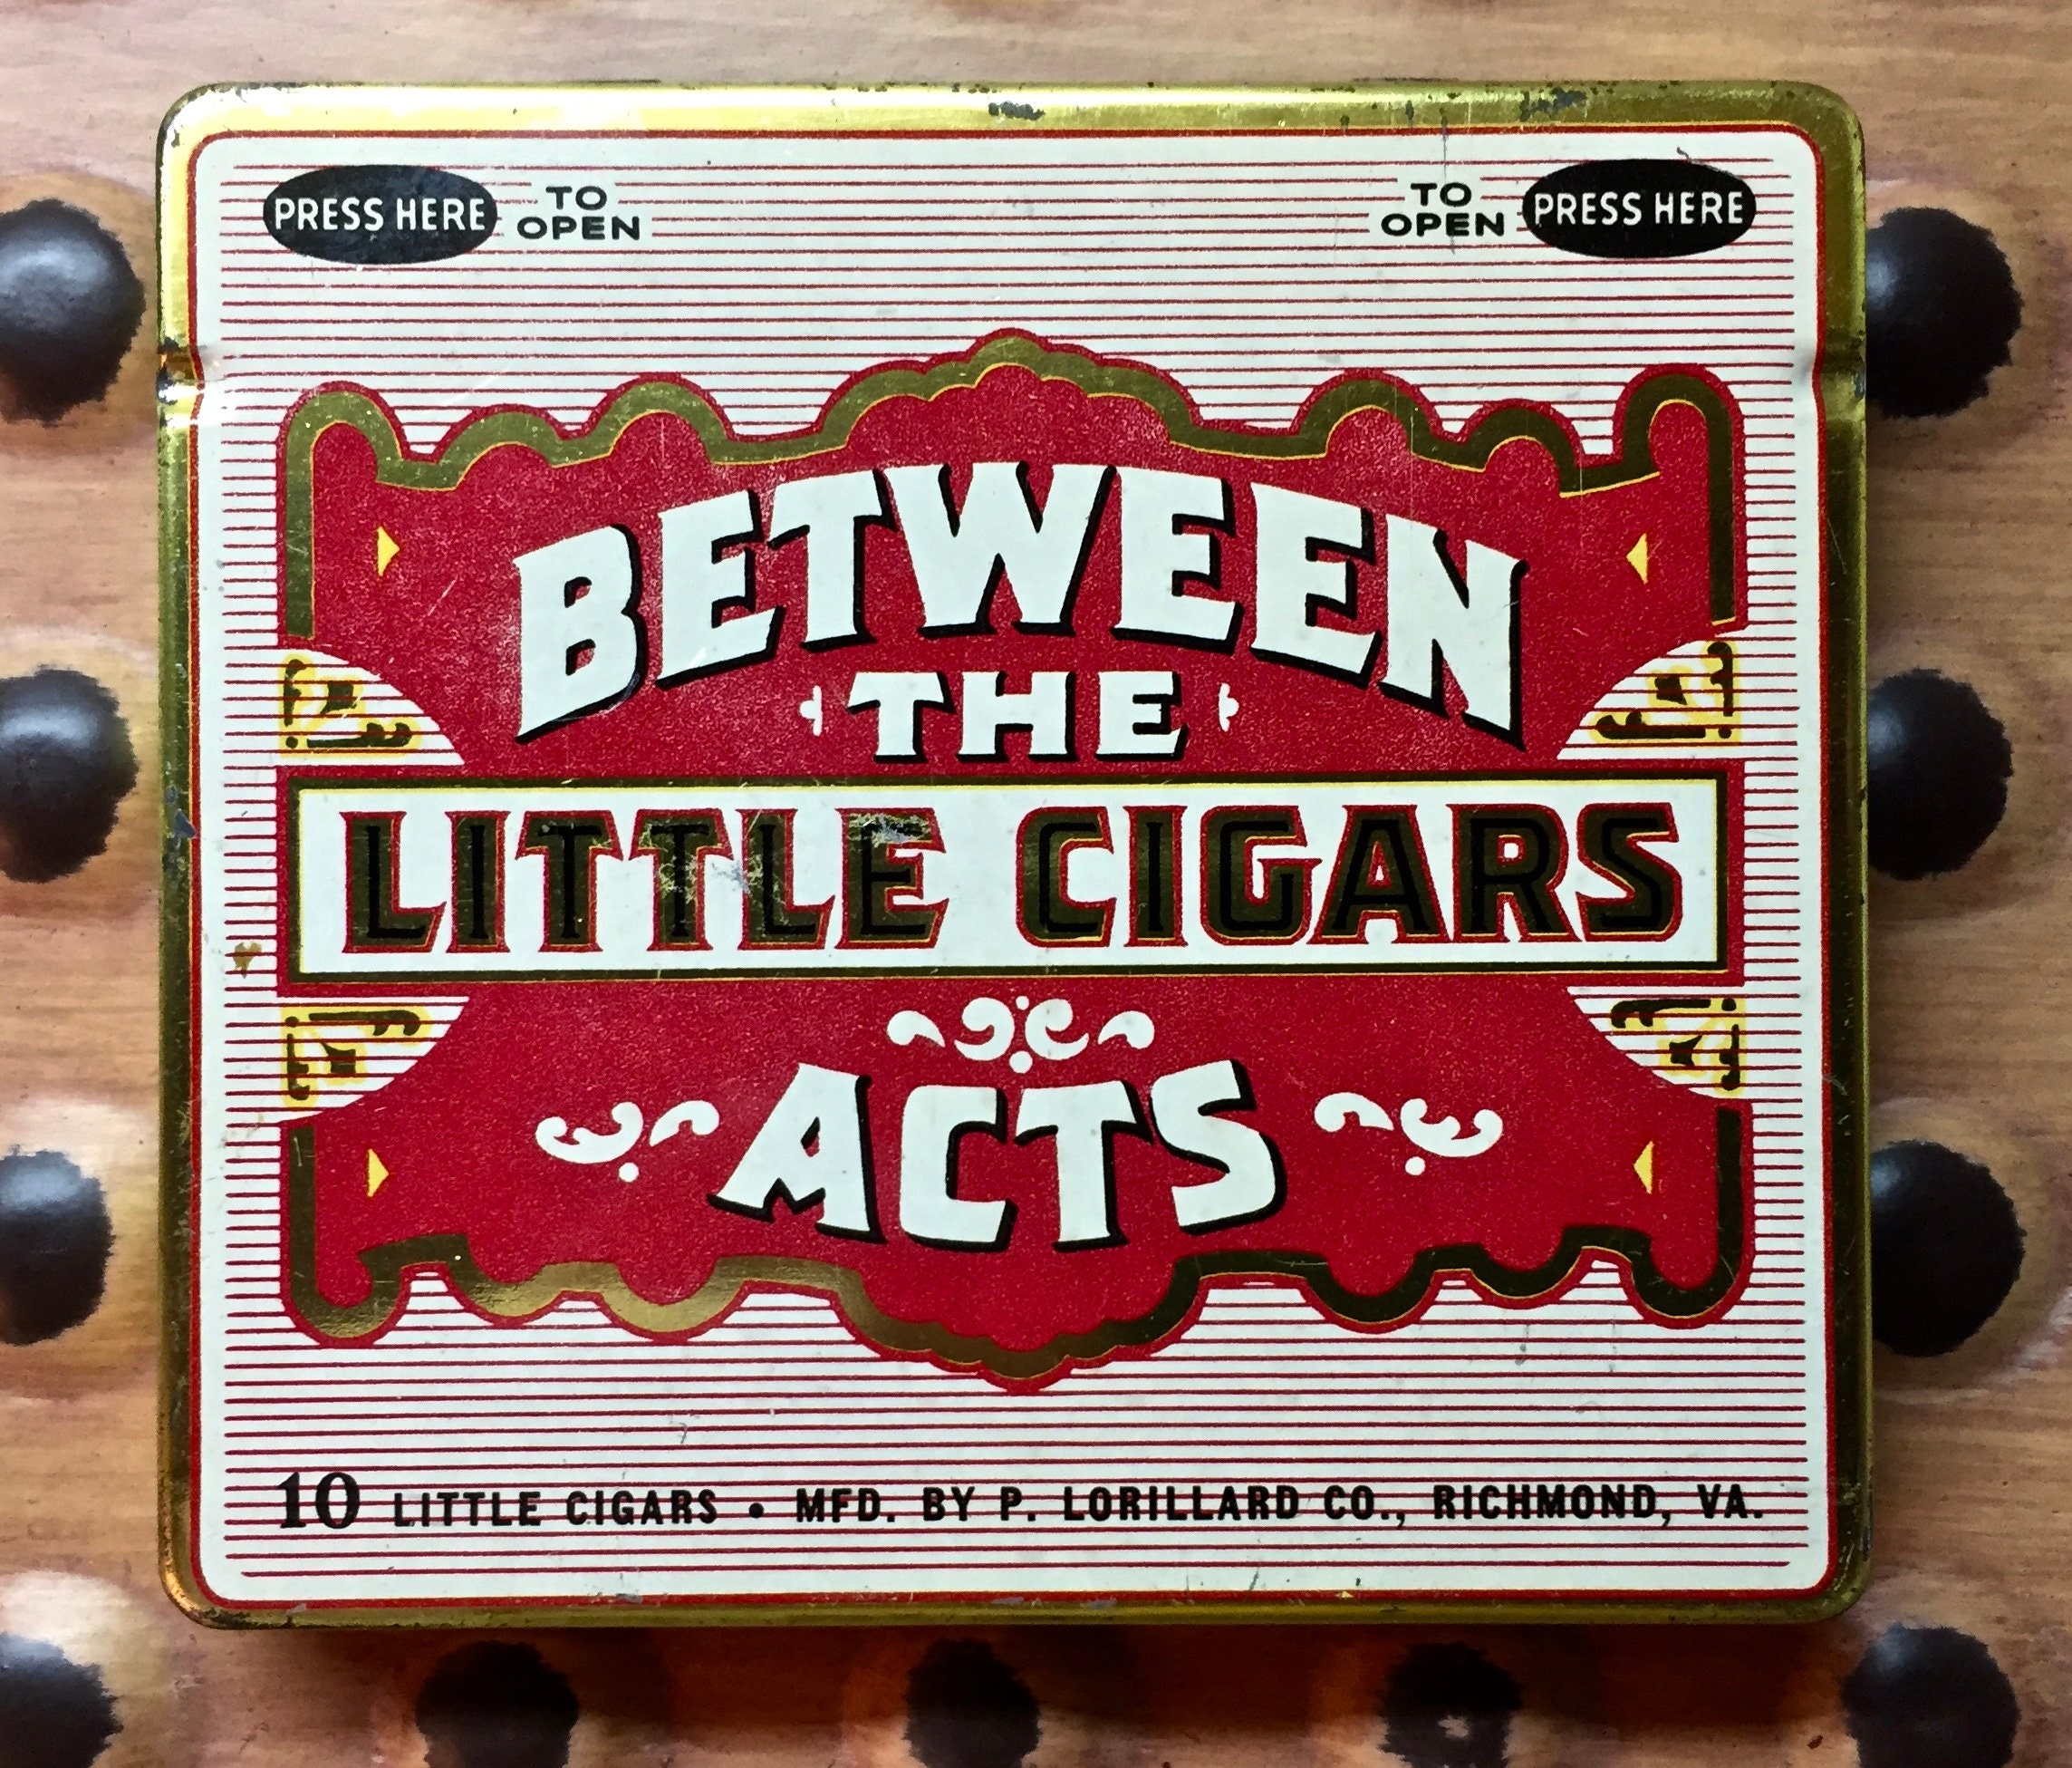 PRESS HERE TO OPEN
TO OPEN PRESS HERE
BETWEEN
THE
LITTLE CIGARS
ACTS
10 LITTLE CIGARS • MFD. BY P. LORILLARD CO., RICHMOND, VA.